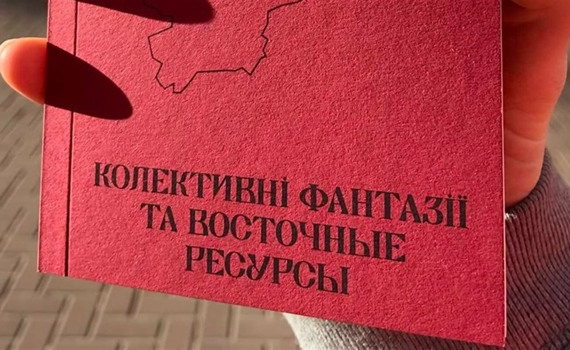 КОЛЕКТИВНІ ФАНТАЗІЇ
ТА ВОСТОЧНЫЕ
РЕСУРСЫ